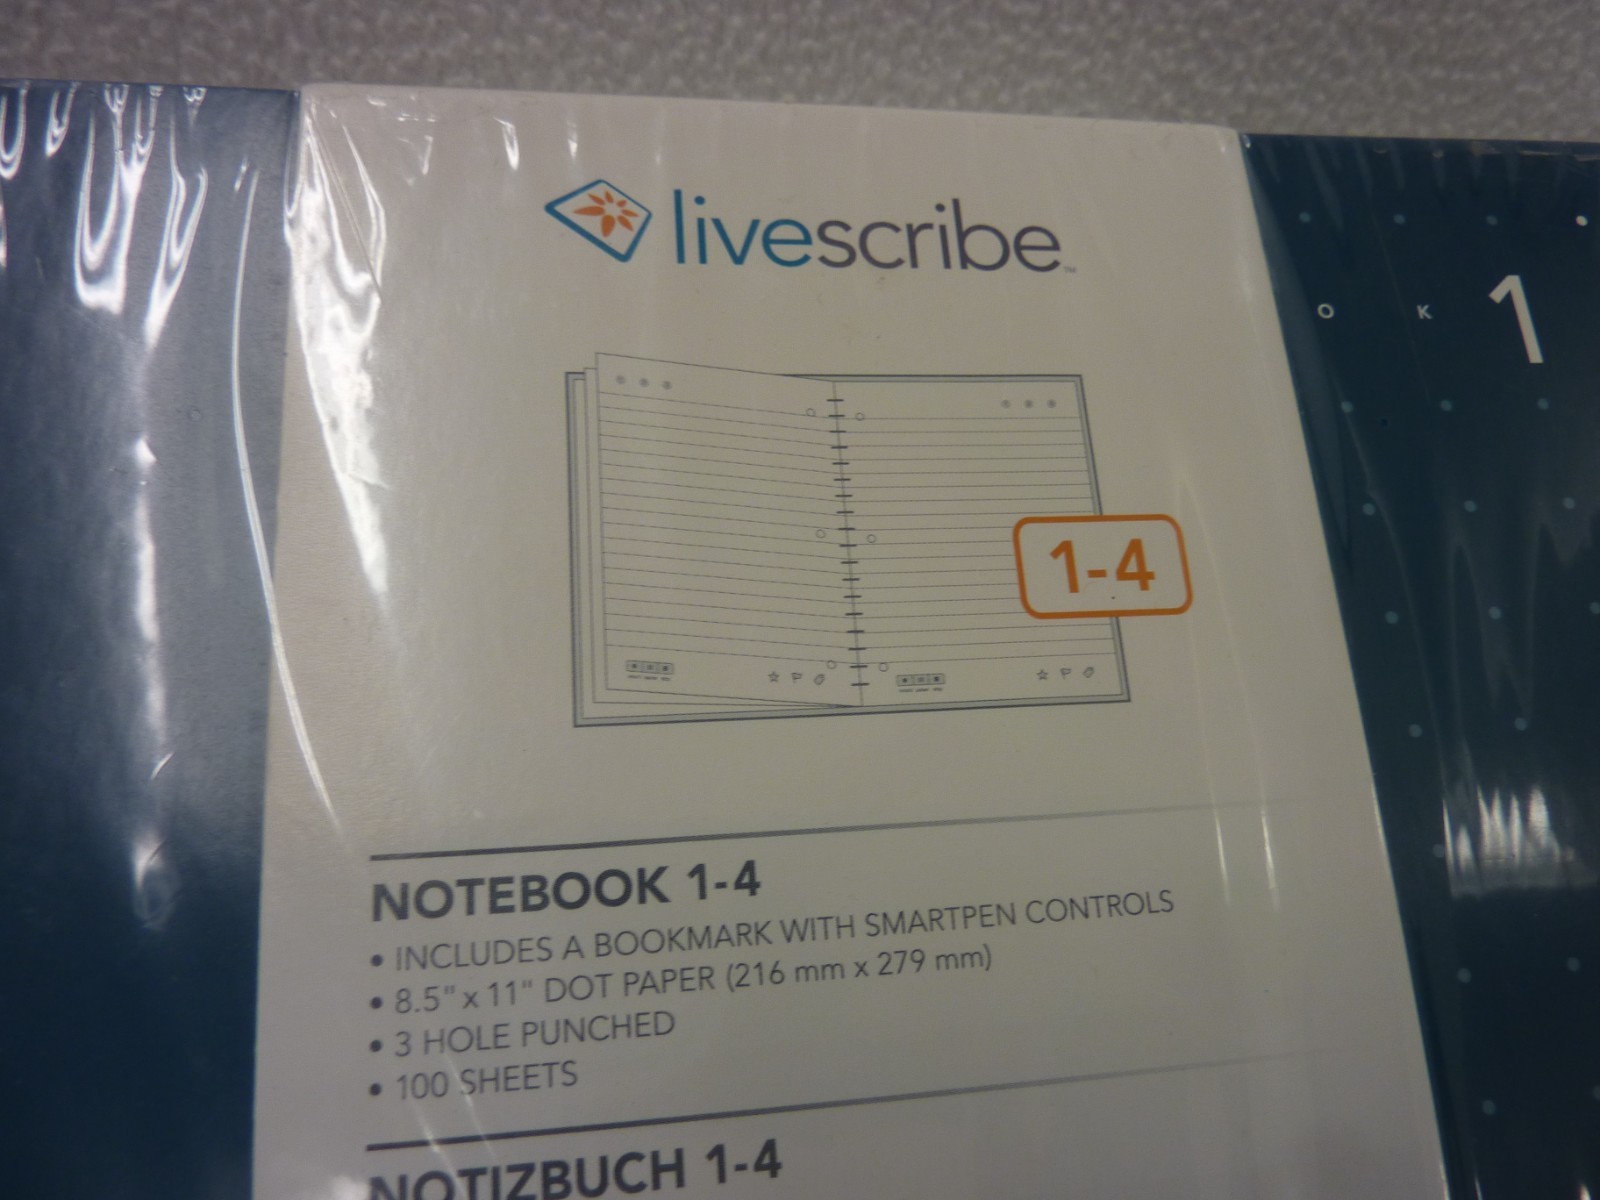 livescribe™
O K 1
1-4
NOTEBOOK 1-4
• INCLUDES A BOOKMARK WITH SMARTPEN CONTROLS
• 8.5" x 11" DOT PAPER (216 mm x 279 mm)
• 3 HOLE PUNCHED
• 100 SHEETS
NOTIZBUCH 1-4